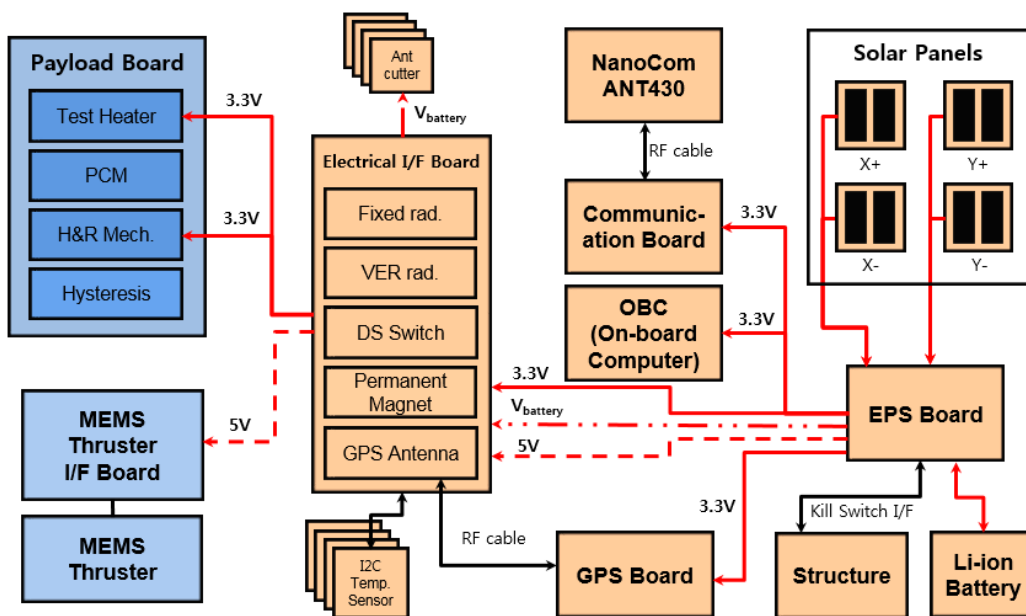 Payload Board
Test Heater
PCM
H&R Mech.
Hysteresis
3.3V
3.3V
5V
MEMS
Thruster
I/F Board
MEMS
Thruster
Ant
cutter
Vbattery
Electrical I/F Board
Fixed rad.
VER rad.
DS Switch
Permanent
Magnet
GPS Antenna
I2C
Temp.
Sensor
RF cable
NanoCom
ANT430
RF cable
Communic-
ation Board
3.3V
OBC
(On-board
Computer)
3.3V
3.3V
Vbattery
5V
3.3V
GPS Board
Solar Panels
X+
Y+
X-
Y-
EPS Board
Kill Switch I/F
Structure
Li-ion
Battery